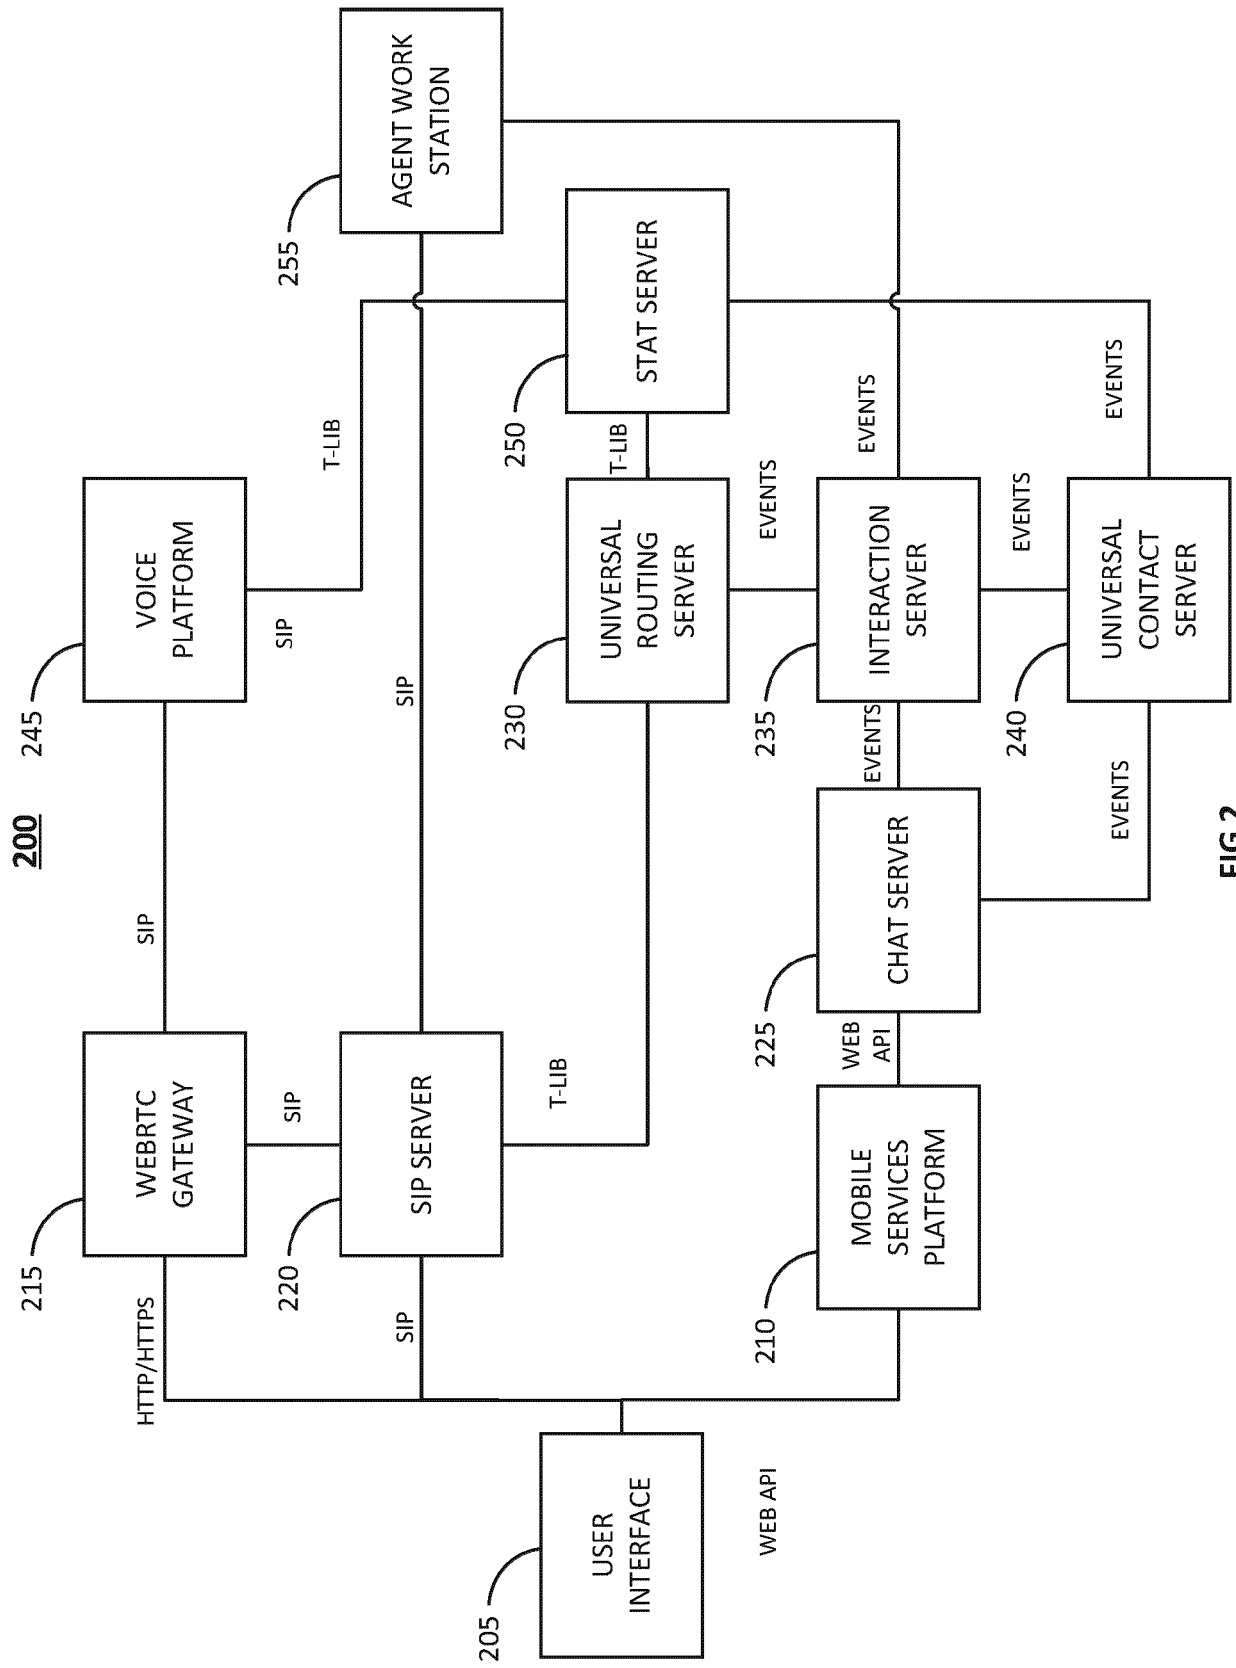 200
215
WEBRTC
GATEWAY
245
VOICE
PLATFORM
SIP
HTTP/HTTPS
SIP
SIP
T-LIB
255
AGENT WORK
STATION
220
SIP SERVER
SIP
SIP
T-LIB
205
USER
INTERFACE
WEB API
230
UNIVERSAL
ROUTING
SERVER
T-LIB
250
STAT SERVER
EVENTS
210
MOBILE
SERVICES
PLATFORM
WEB
API
225
CHAT SERVER
EVENTS
235
INTERACTION
SERVER
EVENTS
EVENTS
EVENTS
240
UNIVERSAL
CONTACT
SERVER
EVENTS
FIG 2